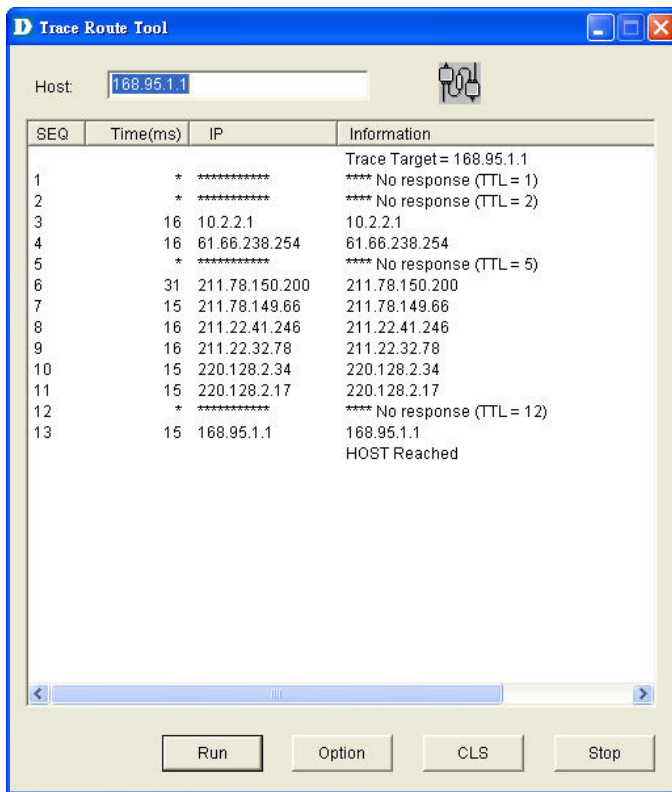 D Trace Route Tool
Host: 168.95.1.1
SEQ Time(ms) IP Information
Trace Target = 168.95.1.1
1 * *********** **** No response (TTL = 1)
2 * *********** **** No response (TTL = 2)
3 16 10.2.2.1 10.2.2.1
4 16 61.66.238.254 61.66.238.254
5 * *********** **** No response (TTL = 5)
6 31 211.78.150.200 211.78.150.200
7 15 211.78.149.66 211.78.149.66
8 16 211.22.41.246 211.22.41.246
9 16 211.22.32.78 211.22.32.78
10 15 220.128.2.34 220.128.2.34
11 15 220.128.2.17 220.128.2.17
12 * *********** **** No response (TTL = 12)
13 15 168.95.1.1 168.95.1.1
HOST Reached
Run Option CLS Stop